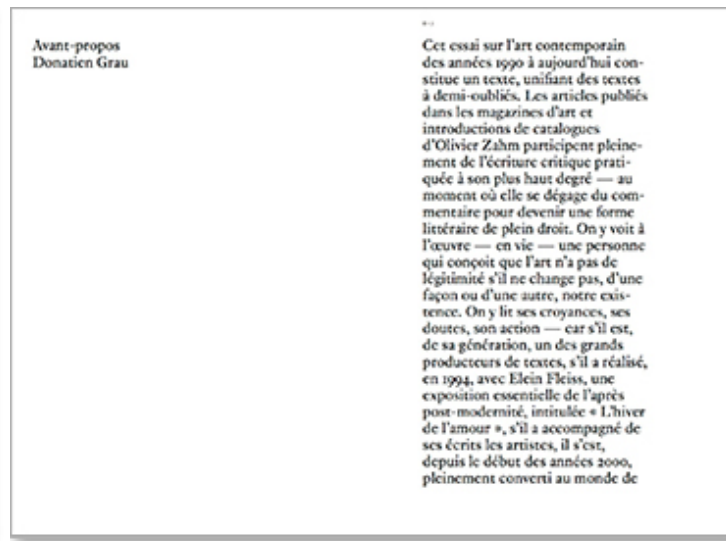 Avant-propos
Donatien Grau
Cet essai sur l'art contemporain
des années 1990 à aujourd'hui con-
stitue un texte, unifiant des textes
à demi-oubliés. Les articles publiés
dans les magazines d'art et
introductions de catalogues
d'Olivier Zahm participent pleine-
ment de l'écriture critique prati-
quée à son plus haut degré — au
moment où elle se dégage du com-
mentaire pour devenir une forme
littéraire de plein droit. On y voit à
l'œuvre — en vie — une personne
qui conçoit que l'art n'a pas de
légitimité s'il ne change pas, d'une
façon ou d'une autre, notre exis-
tence. On y lit ses croyances, ses
doutes, son action — car s'il est,
de sa génération, un des grands
producteurs de textes, s'il a réalisé,
en 1994, avec Elein Fleiss, une
exposition essentielle de l'après
post-modernité, intitulée « L'hiver
de l'amour », s'il a accompagné de
ses écrits les artistes, il s'est,
depuis le début des années 2000,
pleinement converti au monde de